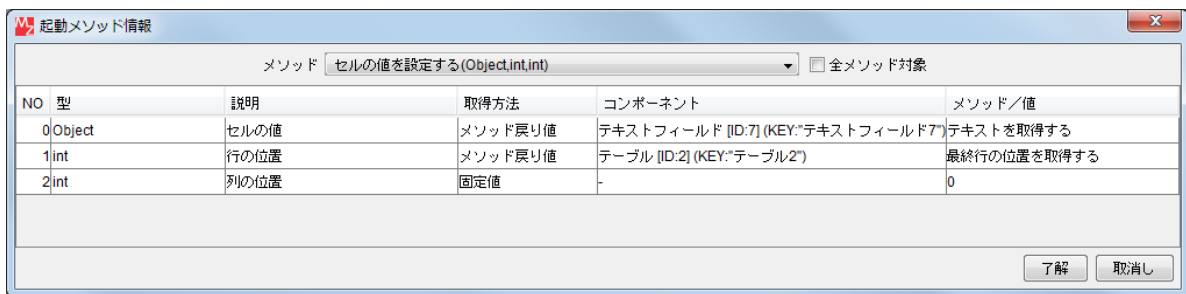 起動メソッド情報
メソッド セルの値を設定する(Object,int,int) 全メソッド対象
NO 型 説明 取得方法 コンポーネント メソッド／値
0 Object セルの値 メソッド戻り値 テキストフィールド [ID:7] (KEY:"テキストフィールド7") テキストを取得する
1 int 行の位置 メソッド戻り値 テーブル [ID:2] (KEY:"テーブル2") 最終行の位置を取得する
2 int 列の位置 固定値 - 0
了解 取消し